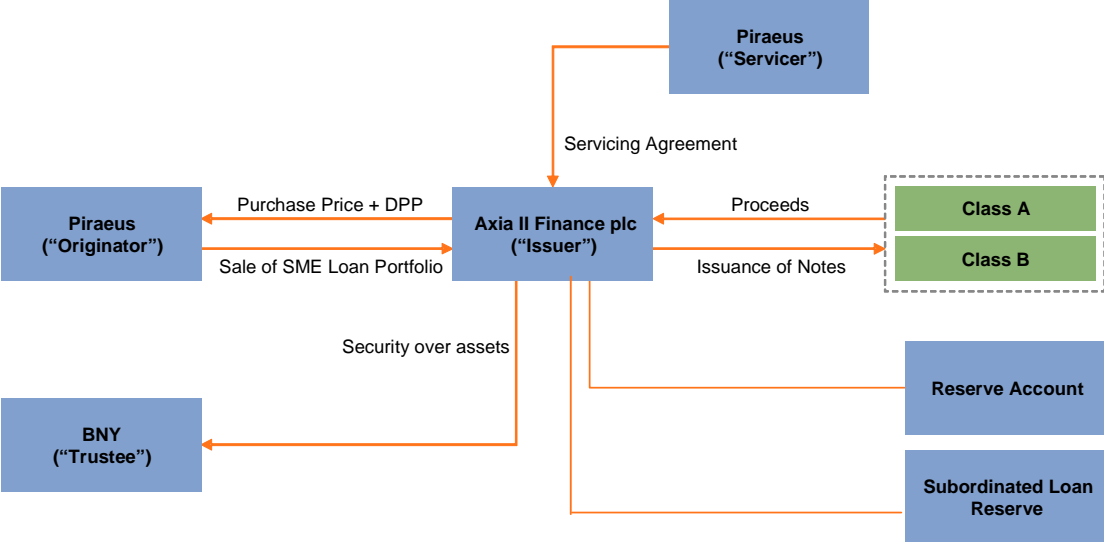 Piraeus
(“Servicer”)
Servicing Agreement
Piraeus
(“Originator”)
Purchase Price + DPP
Sale of SME Loan Portfolio
Axia II Finance plc
(“Issuer”)
Proceeds
Issuance of Notes
Class A
Class B
Security over assets
Reserve Account
BNY
(“Trustee”)
Subordinated Loan
Reserve